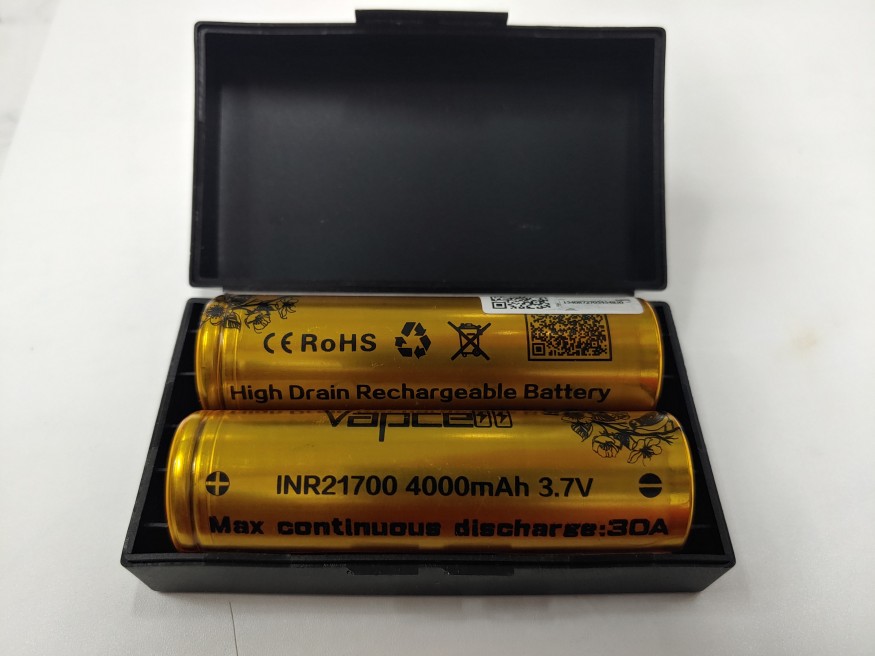 CE RoHS
High Drain Rechargeable Battery
vapcell
INR21700 4000mAh 3.7V
Max continuous discharge:30A